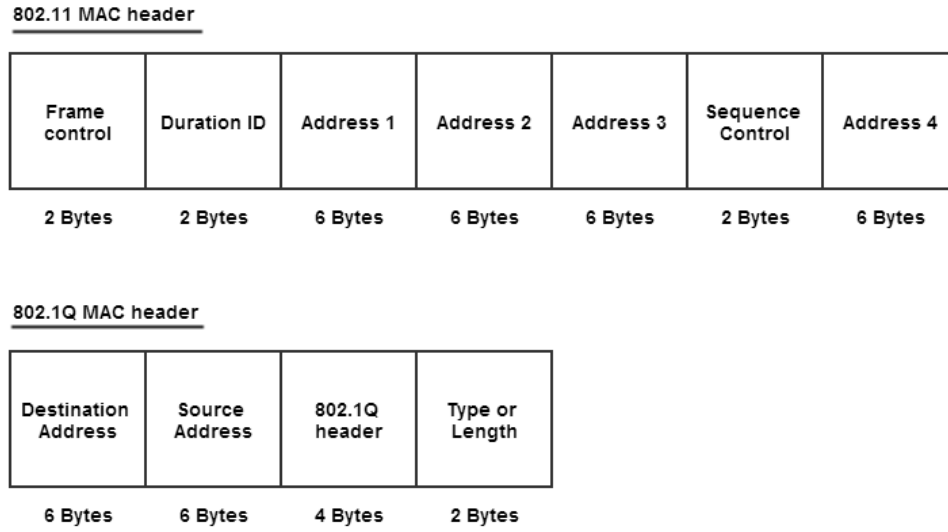 802.11 MAC header
Frame
control
Duration ID
Address 1
Address 2
Address 3
Sequence
Control
Address 4
2 Bytes
2 Bytes
6 Bytes
6 Bytes
6 Bytes
2 Bytes
6 Bytes
802.1Q MAC header
Destination
Address
Source
Address
802.1Q
header
Type or
Length
6 Bytes
6 Bytes
4 Bytes
2 Bytes